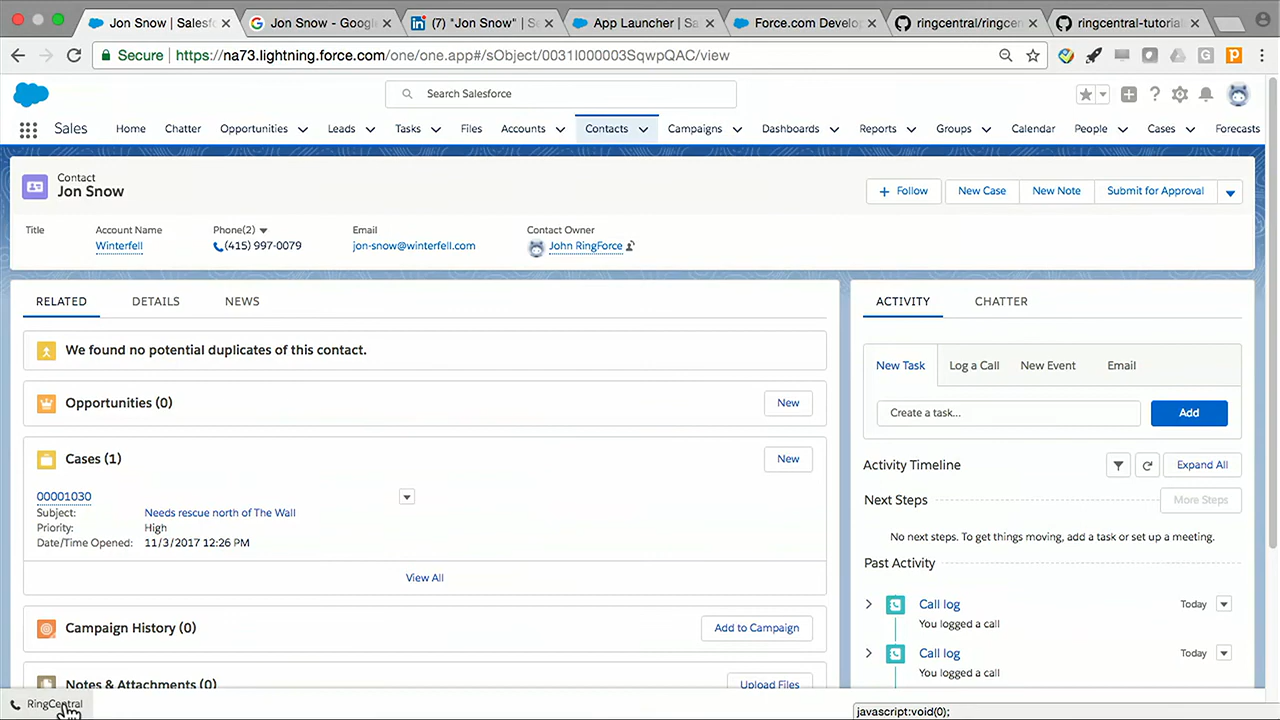 Jon Snow | Salesf
Jon Snow - Google
(7) "Jon Snow" | S
App Launcher | Sa
Force.com Develo
ringcentral/ringce
ringcentral-tutorial
Secure | https://na73.lightning.force.com/one/one.app#/sObject/0031I000003SqwpQAC/view
Search Salesforce
Sales
Home
Chatter
Opportunities
Leads
Tasks
Files
Accounts
Contacts
Campaigns
Dashboards
Reports
Groups
Calendar
People
Cases
Forecasts
Contact
Jon Snow
+ Follow
New Case
New Note
Submit for Approval
Title
Account Name
Winterfell
Phone(2)
(415) 997-0079
Email
jon-snow@winterfell.com
Contact Owner
John RingForce
RELATED
DETAILS
NEWS
We found no potential duplicates of this contact.
Opportunities (0)
New
Cases (1)
New
00001030
Subject: Needs rescue north of The Wall
Priority: High
Date/Time Opened: 11/3/2017 12:26 PM
View All
Campaign History (0)
Add to Campaign
Notes & Attachments (0)
Upload Files
ACTIVITY
CHATTER
New Task
Log a Call
New Event
Email
Create a task...
Add
Activity Timeline
Expand All
Next Steps
More Steps
No next steps. To get things moving, add a task or set up a meeting.
Past Activity
Call log
Today
You logged a call
Call log
Today
You logged a call
RingCentral
javascript:void(0);